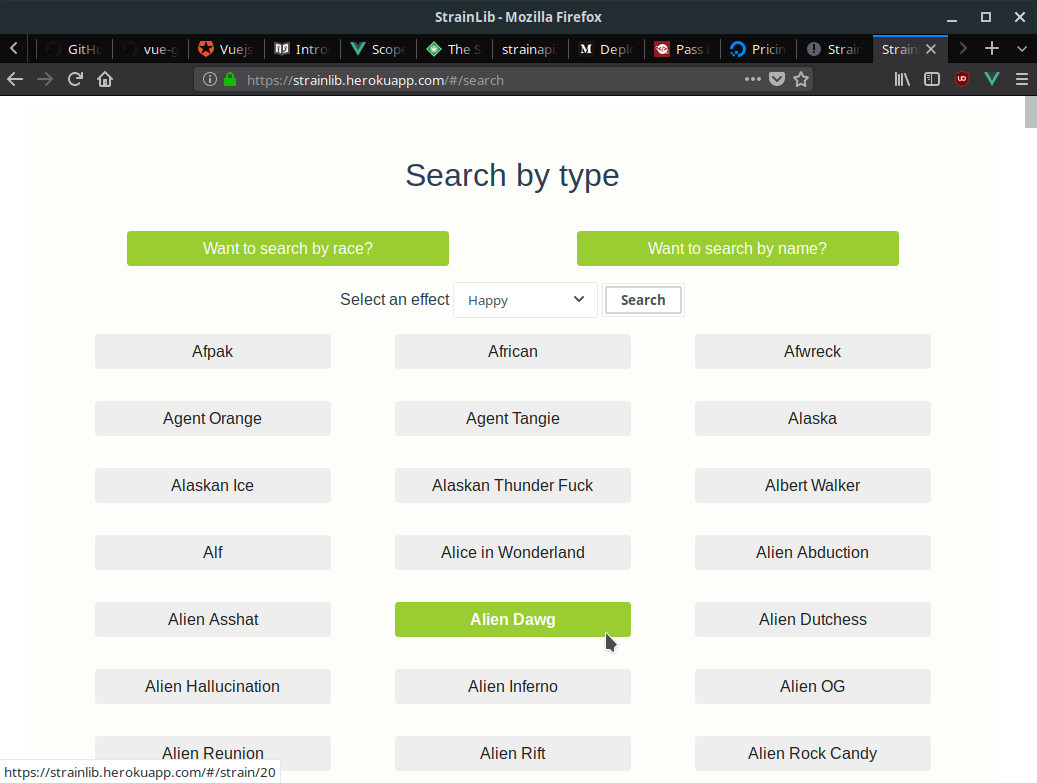 StrainLib - Mozilla Firefox
GitHu vue-g Vuejs Intro Scope The S strainapi. M Deplo Pass Pricin Strain Strain
https://strainlib.herokuapp.com/#/search
Search by type
Want to search by race? Want to search by name?
Select an effect Happy Search
Afpak African Afwreck
Agent Orange Agent Tangie Alaska
Alaskan Ice Alaskan Thunder Fuck Albert Walker
Alf Alice in Wonderland Alien Abduction
Alien Asshat Alien Dawg Alien Dutchess
Alien Hallucination Alien Inferno Alien OG
Alien Reunion Alien Rift Alien Rock Candy
https://strainlib.herokuapp.com/#/strain/20